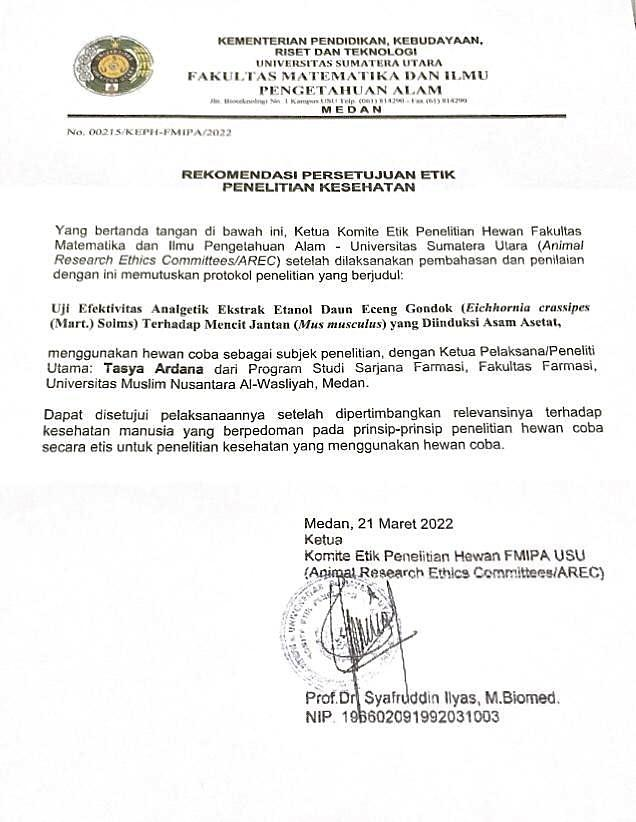 KEMENTERIAN PENDIDIKAN, KEBUDAYAAN,
RISET DAN TEKNOLOGI
UNIVERSITAS SUMATERA UTARA
FAKULTAS MATEMATIKA DAN ILMU
PENGETAHUAN ALAM
Jln. Bioteknologi No. 1 Kampus USU Telp. (061) 814290 - Fax (61) 814290
MEDAN
No. 00215/KEPH-FMIPA/2022
REKOMENDASI PERSETUJUAN ETIK
PENELITIAN KESEHATAN
Yang bertanda tangan di bawah ini, Ketua Komite Etik Penelitian Hewan Fakultas
Matematika dan Ilmu Pengetahuan Alam - Universitas Sumatera Utara (Animal
Research Ethics Committees/AREC) setelah dilaksanakan pembahasan dan penilaian
dengan ini memutuskan protokol penelitian yang berjudul:
Uji Efektivitas Analgetik Ekstrak Etanol Daun Eceng Gondok (Eichhornia crassipes
(Mart.) Solms) Terhadap Mencit Jantan (Mus musculus) yang Diinduksi Asam Asetat,
menggunakan hewan coba sebagai subjek penelitian, dengan Ketua Pelaksana/Peneliti
Utama: Tasya Ardana dari Program Studi Sarjana Farmasi, Fakultas Farmasi,
Universitas Muslim Nusantara Al-Wasliyah, Medan.
Dapat disetujui pelaksanaannya setelah dipertimbangkan relevansinya terhadap
kesehatan manusia yang berpedoman pada prinsip-prinsip penelitian hewan coba
secara etis untuk penelitian kesehatan yang menggunakan hewan coba.
Medan, 21 Maret 2022
Ketua
Komite Etik Penelitian Hewan FMIPA USU
(Animal Research Ethics Committees/AREC)
Prof.Dr. Syafruddin Ilyas, M.Biomed.
NIP. 196602091992031003